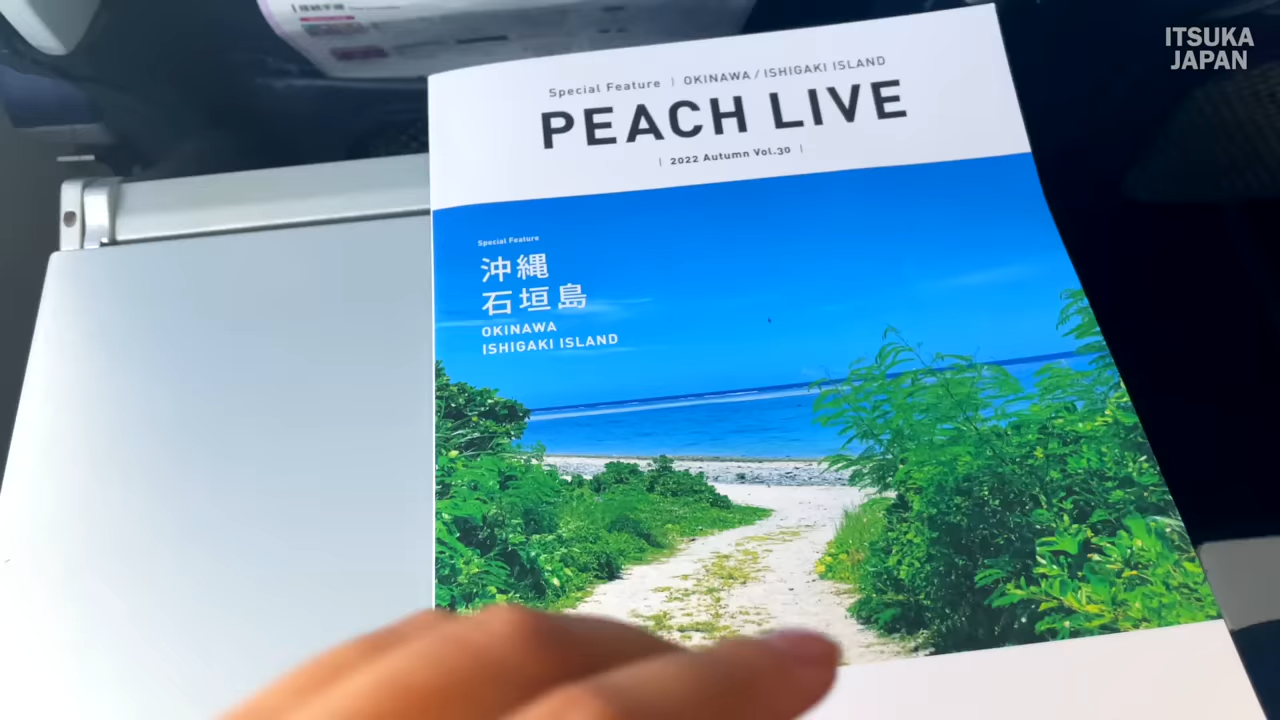 ITSUKA
JAPAN
Special Feature | OKINAWA / ISHIGAKI ISLAND
PEACH LIVE
| 2022 Autumn Vol.30 |
Special Feature
沖縄
石垣島
OKINAWA
ISHIGAKI ISLAND